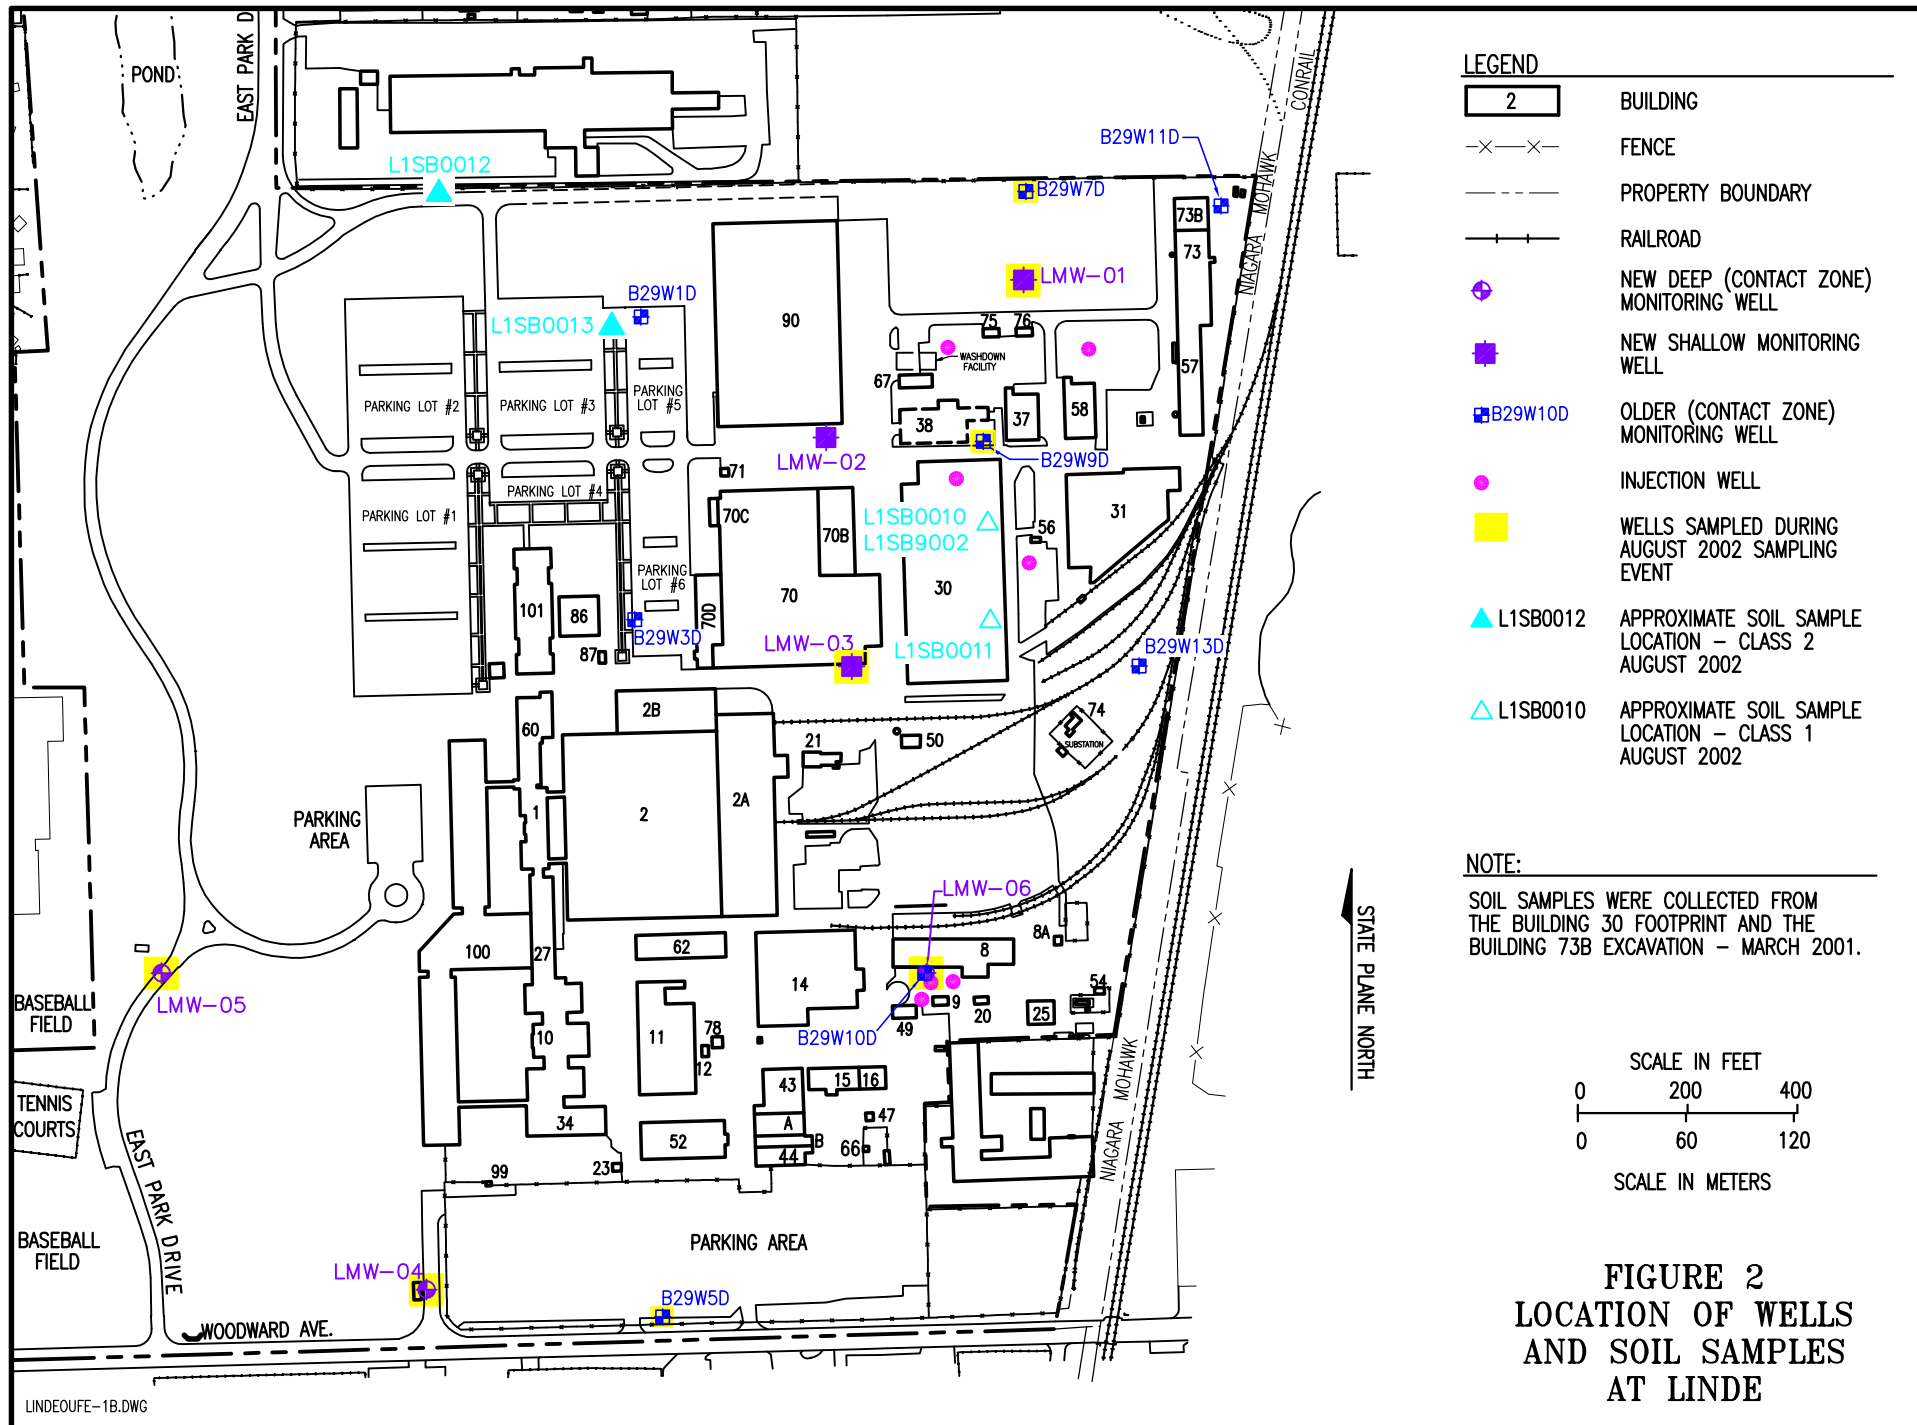 POND
EAST PARK D
CONRAIL
NIAGARA MOHAWK
B29W11D
L1SB0012
B29W7D
73B
73
LMW-01
B29W1D
L1SB0013
90
75
76
WASHDOWN
FACILITY
57
67
PARKING LOT #2
PARKING LOT #3
PARKING
LOT #5
38
37
58
LMW-02
B29W9D
71
PARKING LOT #4
PARKING LOT #1
70C
70B
L1SB0010
L1SB9002
31
56
PARKING
LOT #6
101
86
70D
70
30
B29W3D
LMW-03
L1SB0011
B29W13D
87
60
2B
74
SUBSTATION
21
50
PARKING
AREA
1
2
2A
LMW-06
100
27
62
8
8A
14
54
LMW-05
BASEBALL
FIELD
10
11
78
12
B29W10D
49
9
20
25
NIAGARA MOHAWK
TENNIS
COURTS
43
15
16
A
B
44
47
66
34
52
23
99
EAST PARK DRIVE
BASEBALL
FIELD
PARKING AREA
LMW-04
B29W5D
WOODWARD AVE.
LINDEOUFE-1B.DWG
STATE PLANE NORTH
LEGEND
2 BUILDING
FENCE
PROPERTY BOUNDARY
RAILROAD
NEW DEEP (CONTACT ZONE)
MONITORING WELL
NEW SHALLOW MONITORING
WELL
B29W10D OLDER (CONTACT ZONE)
MONITORING WELL
INJECTION WELL
WELLS SAMPLED DURING
AUGUST 2002 SAMPLING
EVENT
L1SB0012 APPROXIMATE SOIL SAMPLE
LOCATION - CLASS 2
AUGUST 2002
L1SB0010 APPROXIMATE SOIL SAMPLE
LOCATION - CLASS 1
AUGUST 2002
NOTE:
SOIL SAMPLES WERE COLLECTED FROM
THE BUILDING 30 FOOTPRINT AND THE
BUILDING 73B EXCAVATION - MARCH 2001.
SCALE IN FEET
0 200 400
0 60 120
SCALE IN METERS
FIGURE 2
LOCATION OF WELLS
AND SOIL SAMPLES
AT LINDE